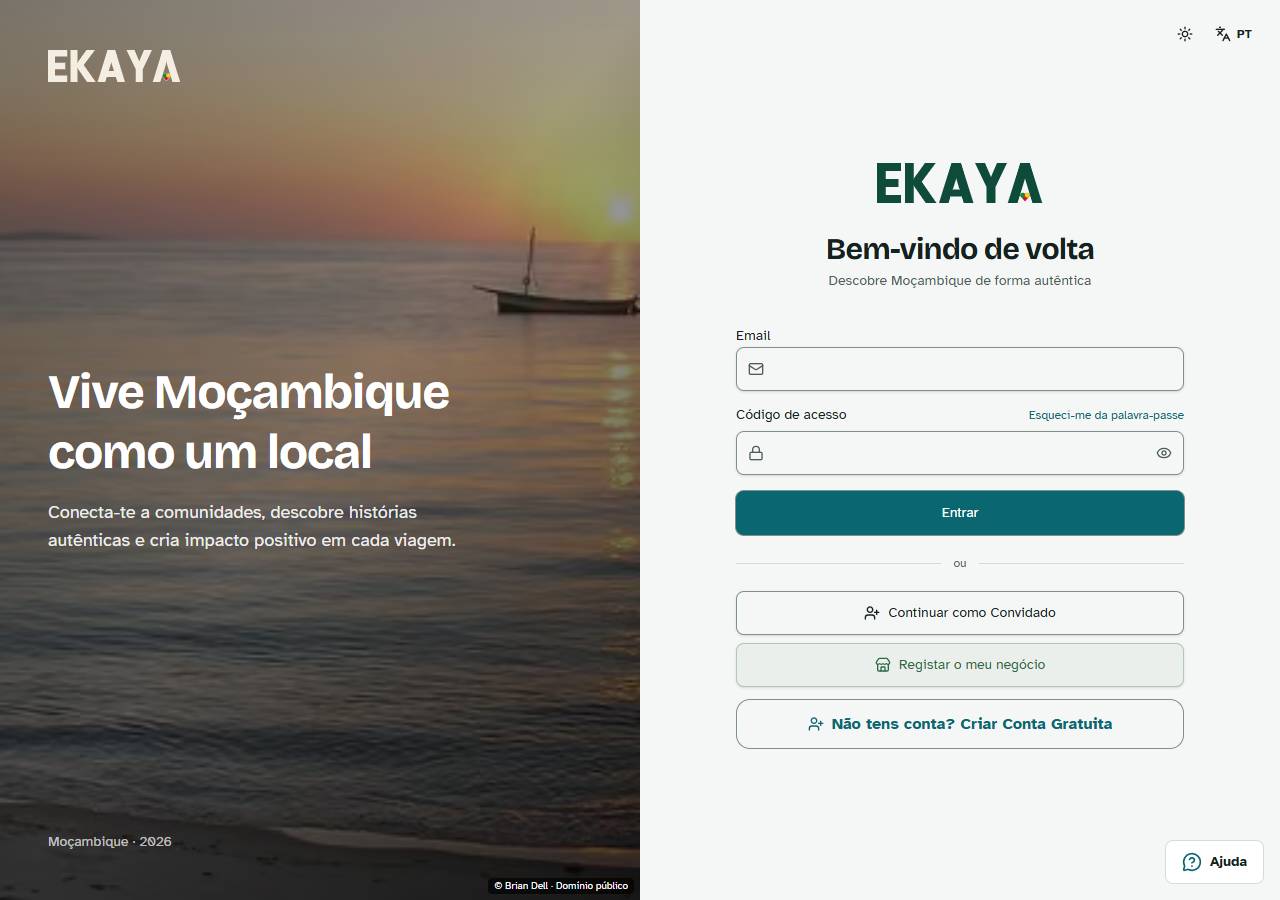 EKAYA
Vive Moçambique
como um local
Conecta-te a comunidades, descobre histórias
autênticas e cria impacto positivo em cada viagem.
Moçambique · 2026
© Brian Dell · Domínio público
PT
EKAYA
Bem-vindo de volta
Descobre Moçambique de forma autêntica
Email
Código de acesso
Esqueci-me da palavra-passe
Entrar
ou
Continuar como Convidado
Registar o meu negócio
Não tens conta? Criar Conta Gratuita
Ajuda